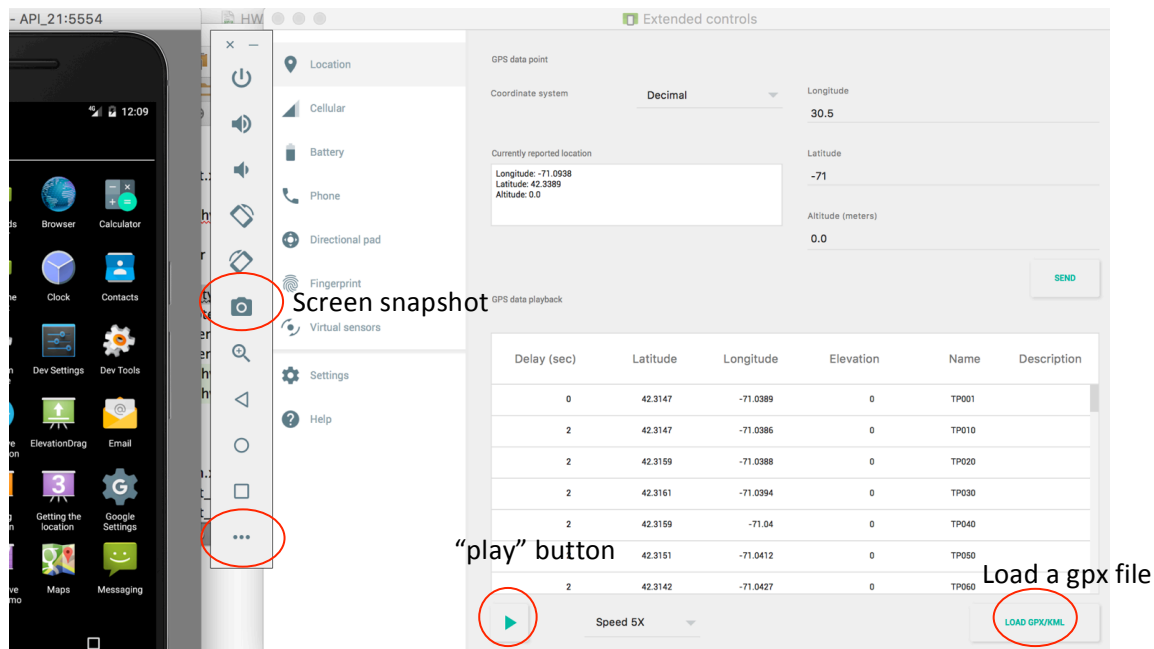 - API_21:5554
HW
Extended controls
4G 12:09
Browser
Calculator
Clock
Contacts
Dev Settings
Dev Tools
ElevationDrag
Email
Getting the
location
Google
Settings
Maps
Messaging
Location
Cellular
Battery
Phone
Directional pad
Fingerprint
Virtual sensors
Settings
Help
Screen snapshot
GPS data point
Coordinate system
Decimal
Longitude
30.5
Currently reported location
Longitude: -71.0938
Latitude: 42.3389
Altitude: 0.0
Latitude
-71
Altitude (meters)
0.0
SEND
GPS data playback
Delay (sec) Latitude Longitude Elevation Name Description
0 42.3147 -71.0389 0 TP001
2 42.3147 -71.0386 0 TP010
2 42.3159 -71.0388 0 TP020
2 42.3161 -71.0394 0 TP030
2 42.3159 -71.04 0 TP040
2 42.3151 -71.0412 0 TP050
2 42.3142 -71.0427 0 TP060
“play” button
Load a gpx file
Speed 5X
LOAD GPX/KML